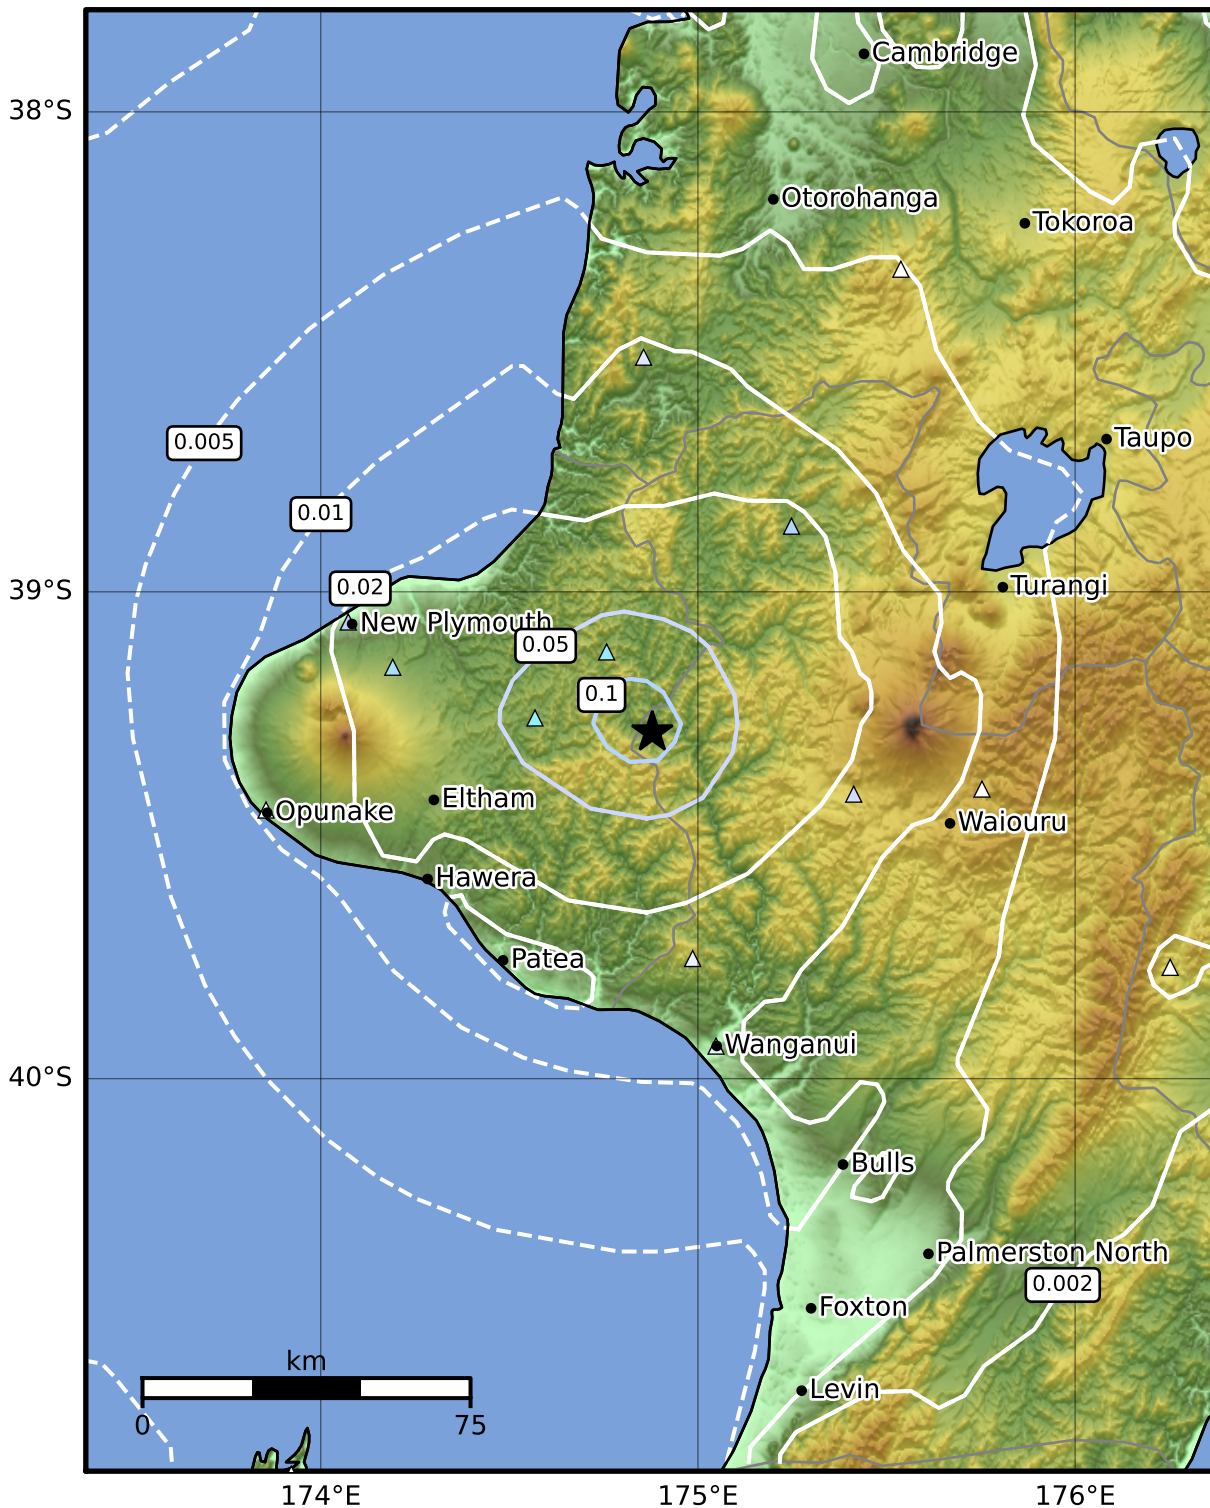 Cambridge
38°S
Otorohanga
Tokoroa
0.005
Taupo
0.01
0.02
39°S
Turangi
New Plymouth
0.05
0.1
Eltham
Opunake
Waiouru
Hawera
Patea
Wanganui
40°S
Bulls
Palmerston North
0.002
Foxton
km
Levin
0
75
174°E
175°E
176°E